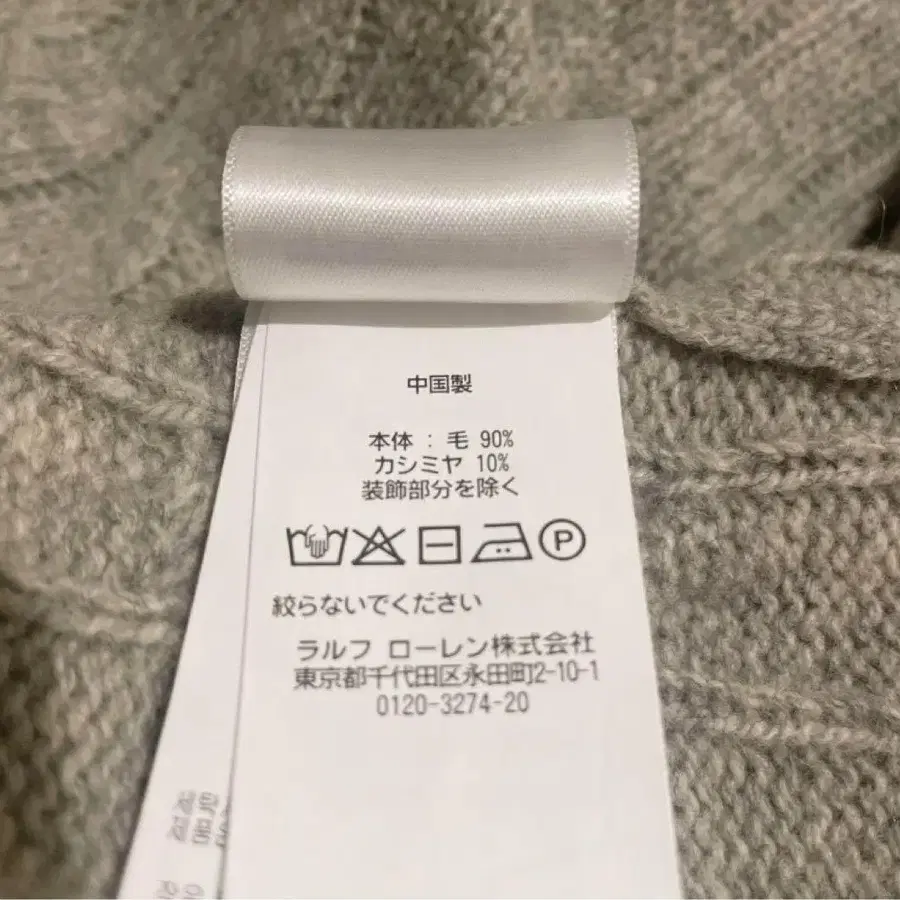 中国製
本体 : 毛 90%
カシミヤ 10%
装飾部分を除く
P
絞らないでください
ラルフ ローレン株式会社
東京都千代田区永田町2-10-1
0120-3274-20